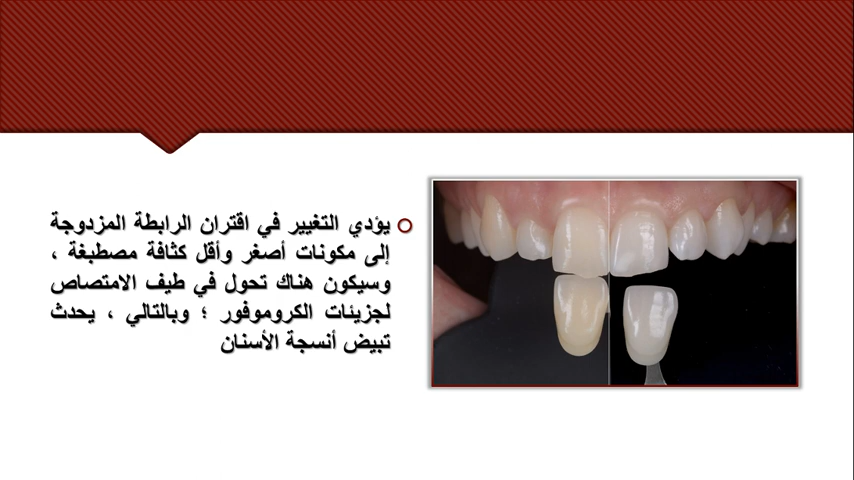 يؤدي التغيير في اقتران الرابطة المزدوجة
إلى مكونات أصغر وأقل كثافة مصطبغة ،
وسيكون هناك تحول في طيف الامتصاص
لجزيئات الكروموفور ؛ وبالتالي ، يحدث
تبيض أنسجة الأسنان